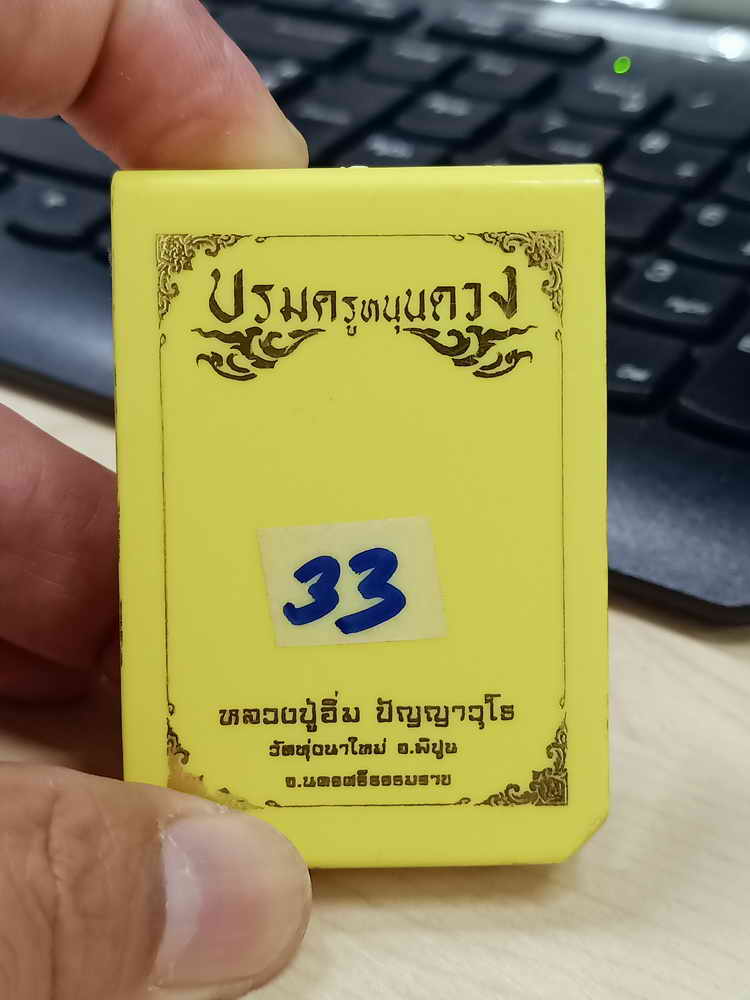 บรมครูหนุนดวง
33
หลวงปู่อิ่ม ปัญญาวุโธ
วัดทุ่งนาใหม่ อ.พิปูน
จ.นครศรีธรรมราช